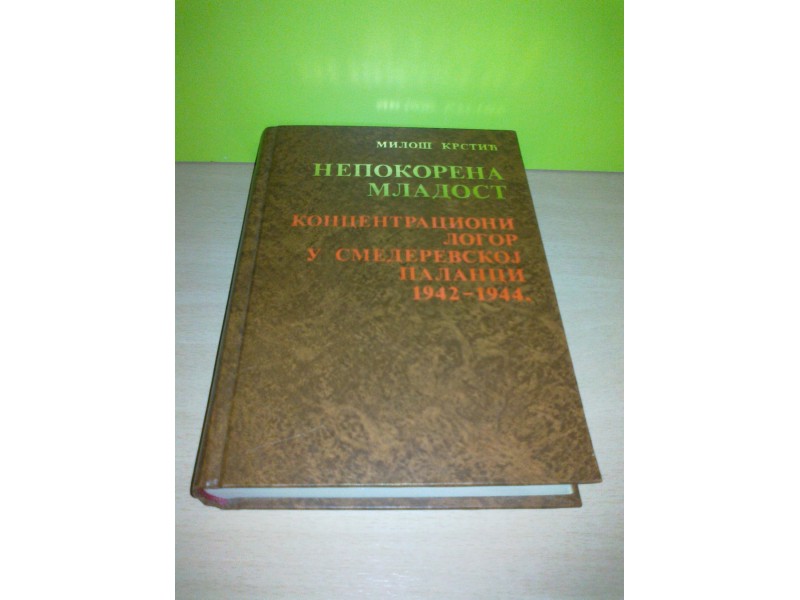 МИЛОШ КРСТИЋ
НЕПОКОРЕНА
МЛАДОСТ
КОНЦЕНТРАЦИОНИ
ЛОГОР
У СМЕДЕРЕВСКОЈ
ПАЛАНЦИ
1942-1944.